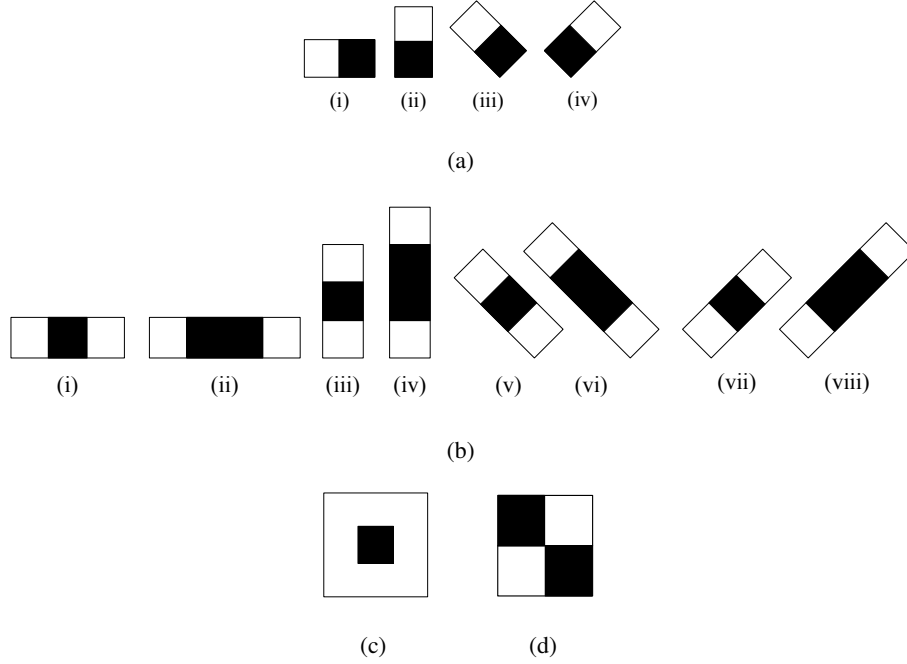 (i) (ii) (iii) (iv)
(a)
(i) (ii) (iii) (iv) (v) (vi) (vii) (viii)
(b)
(c) (d)